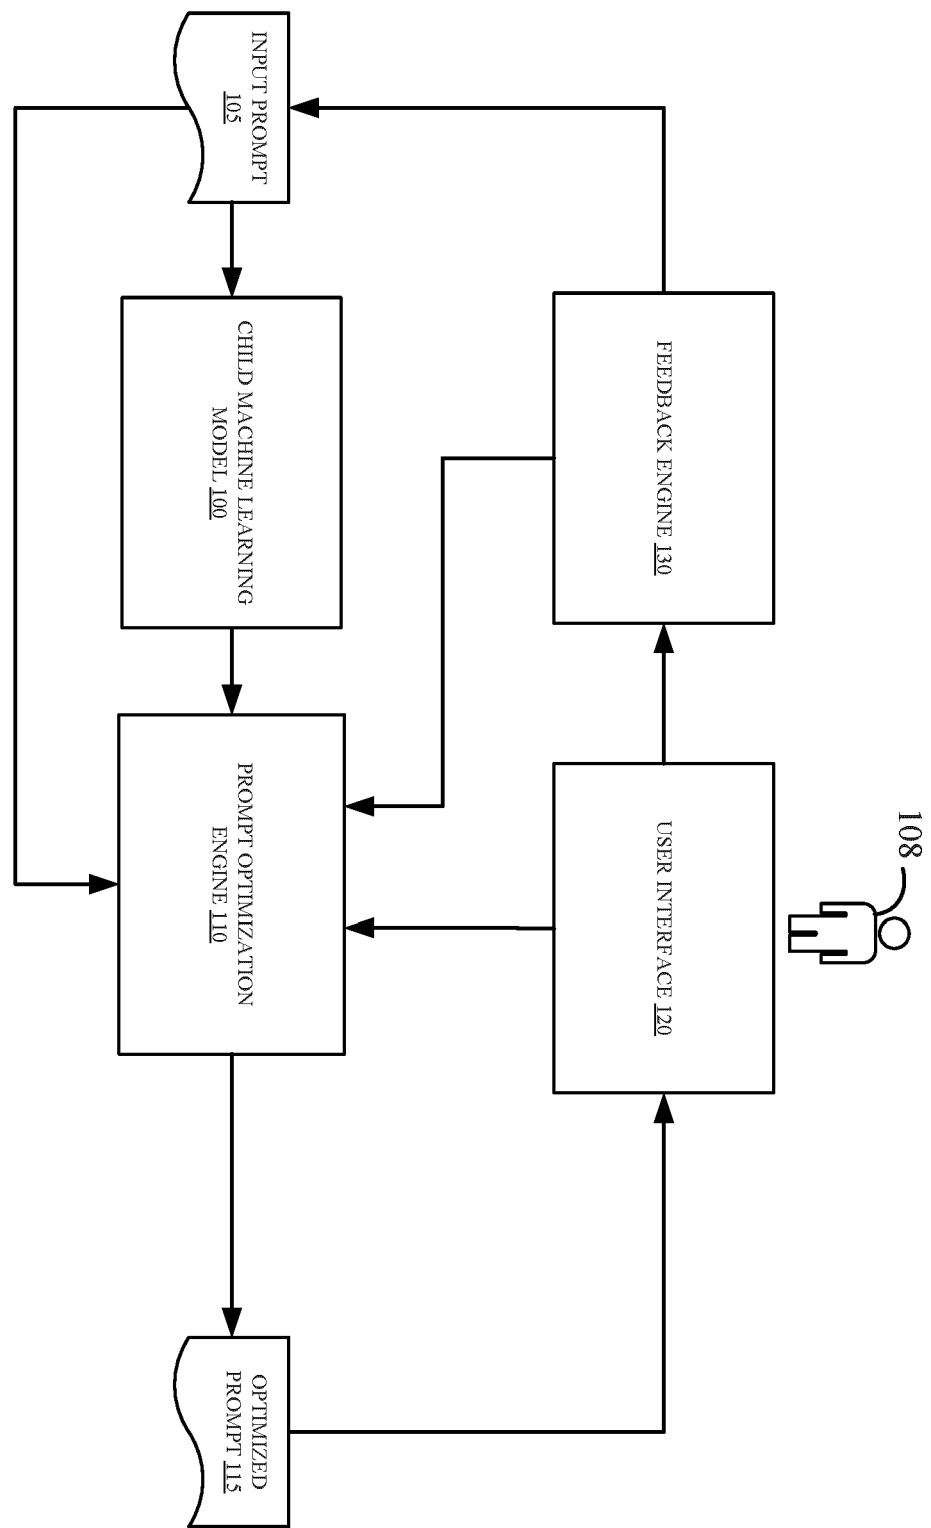 108
FEEDBACK ENGINE 130
USER INTERFACE 120
INPUT PROMPT
105
CHILD MACHINE LEARNING
MODEL 100
PROMPT OPTIMIZATION
ENGINE 110
OPTIMIZED
PROMPT 115